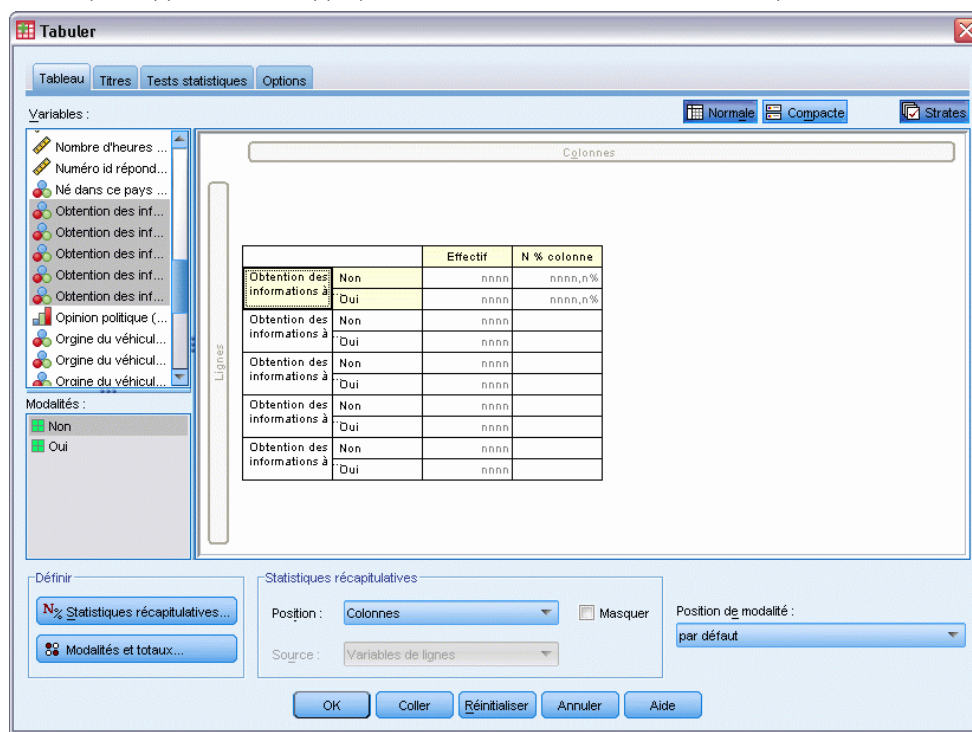 Tabuler
Tableau Titres Tests statistiques Options
Variables :
Normale Compacte Strates
Nombre d'heures ...
Numéro id répond...
Né dans ce pays ...
Obtention des inf...
Obtention des inf...
Obtention des inf...
Obtention des inf...
Obtention des inf...
Opinion politique (...
Orgine du véhicul...
Orgine du véhicul...
Orgine du véhicul...
Modalités :
Non
Oui
Colonnes
Lignes
Effectif N % colonne
Obtention des informations à ... Non nnnn nnnn,n%
Oui nnnn nnnn,n%
Obtention des informations à ... Non nnnn
Oui nnnn
Obtention des informations à ... Non nnnn
Oui nnnn
Obtention des informations à ... Non nnnn
Oui nnnn
Obtention des informations à ... Non nnnn
Oui nnnn
Définir
N% Statistiques récapitulatives...
Modalités et totaux...
Statistiques récapitulatives
Position : Colonnes Masquer
Source : Variables de lignes
Position de modalité :
par défaut
OK Coller Réinitialiser Annuler Aide